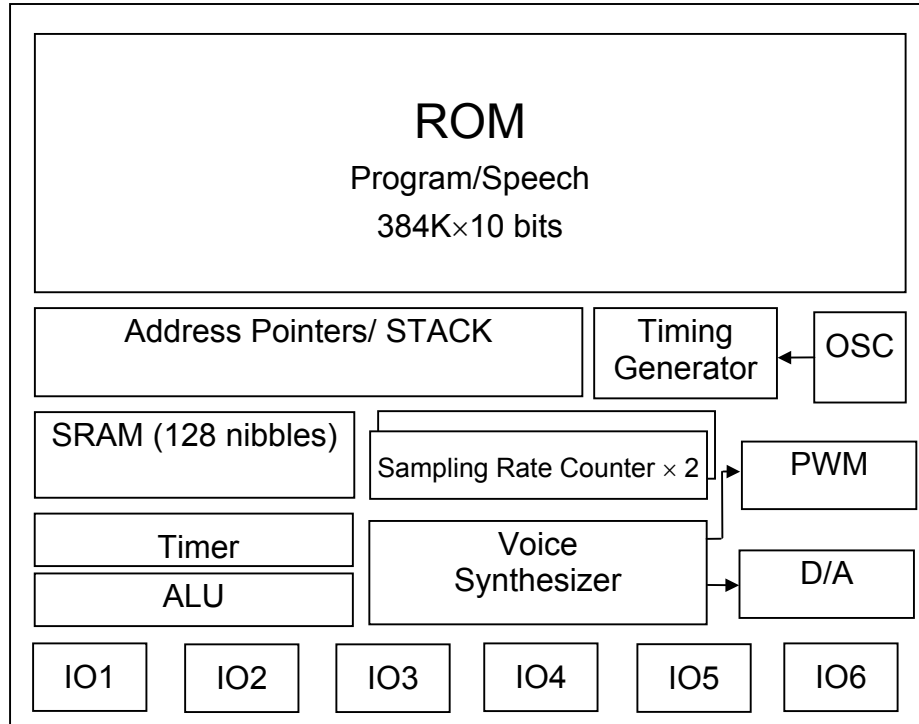 ROM
Program/Speech
384K×10 bits
Address Pointers/ STACK
Timing
Generator
OSC
SRAM (128 nibbles)
Sampling Rate Counter × 2
PWM
Timer
Voice
Synthesizer
D/A
ALU
IO1
IO2
IO3
IO4
IO5
IO6